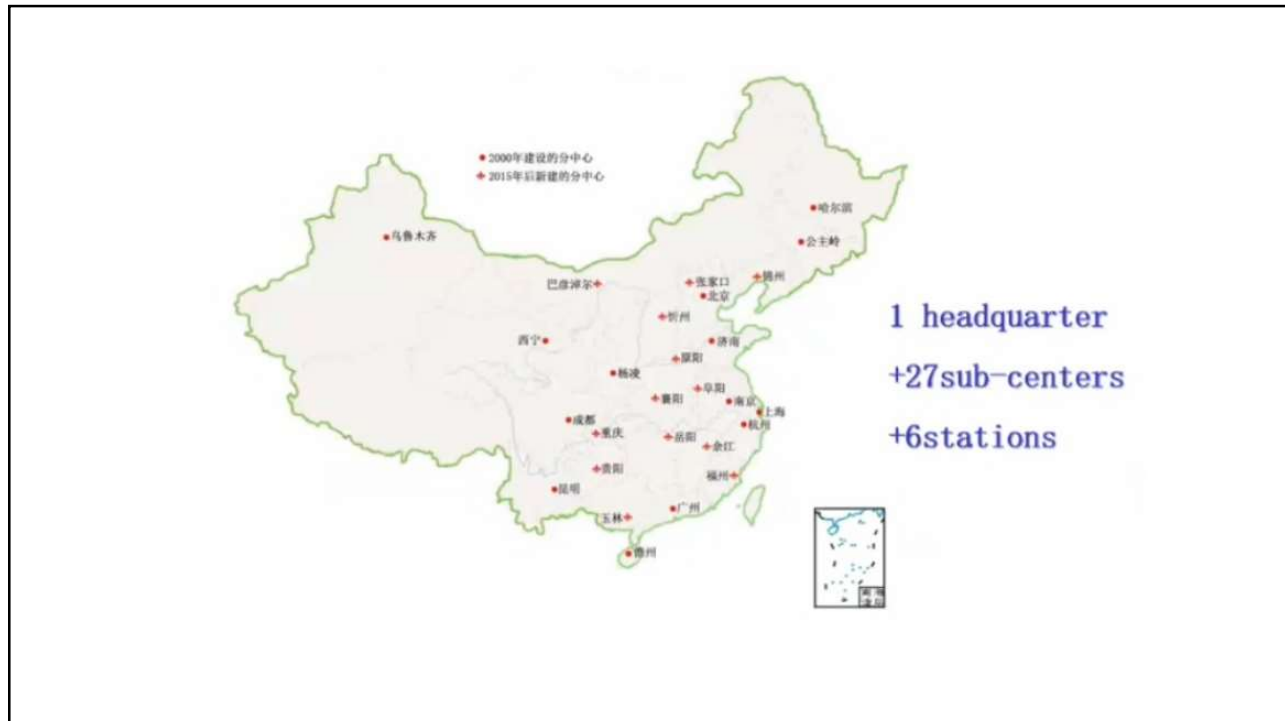 2000年建设的分中心
2015年后新建的分中心
哈尔滨
乌鲁木齐
公主岭
锦州
巴彦淖尔
张家口
北京
忻州
西宁
济南
杨凌
阜阳
襄阳
南京
上海
成都
杭州
重庆
岳阳
余江
贵阳
福州
昆明
广州
玉林
儋州
1 headquarter
+27sub-centers
+6stations